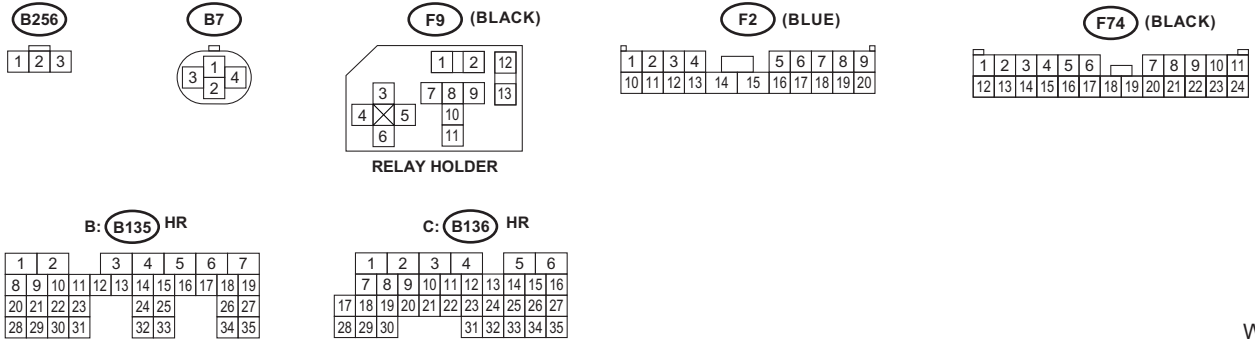 B256
1 2 3
B7
1
3 4
2
F9 (BLACK)
1 2 12
3 7 8 9 13
4 5 10
6 11
RELAY HOLDER
F2 (BLUE)
1 2 3 4 5 6 7 8 9
10 11 12 13 14 15 16 17 18 19 20
F74 (BLACK)
1 2 3 4 5 6 7 8 9 10 11
12 13 14 15 16 17 18 19 20 21 22 23 24
B: B135 HR
1 2 3 4 5 6 7
8 9 10 11 12 13 14 15 16 17 18 19
20 21 22 23 24 25 26 27
28 29 30 31 32 33 34 35
C: B136 HR
1 2 3 4 5 6
7 8 9 10 11 12 13 14 15 16
17 18 19 20 21 22 23 24 25 26 27
28 29 30 31 32 33 34 35